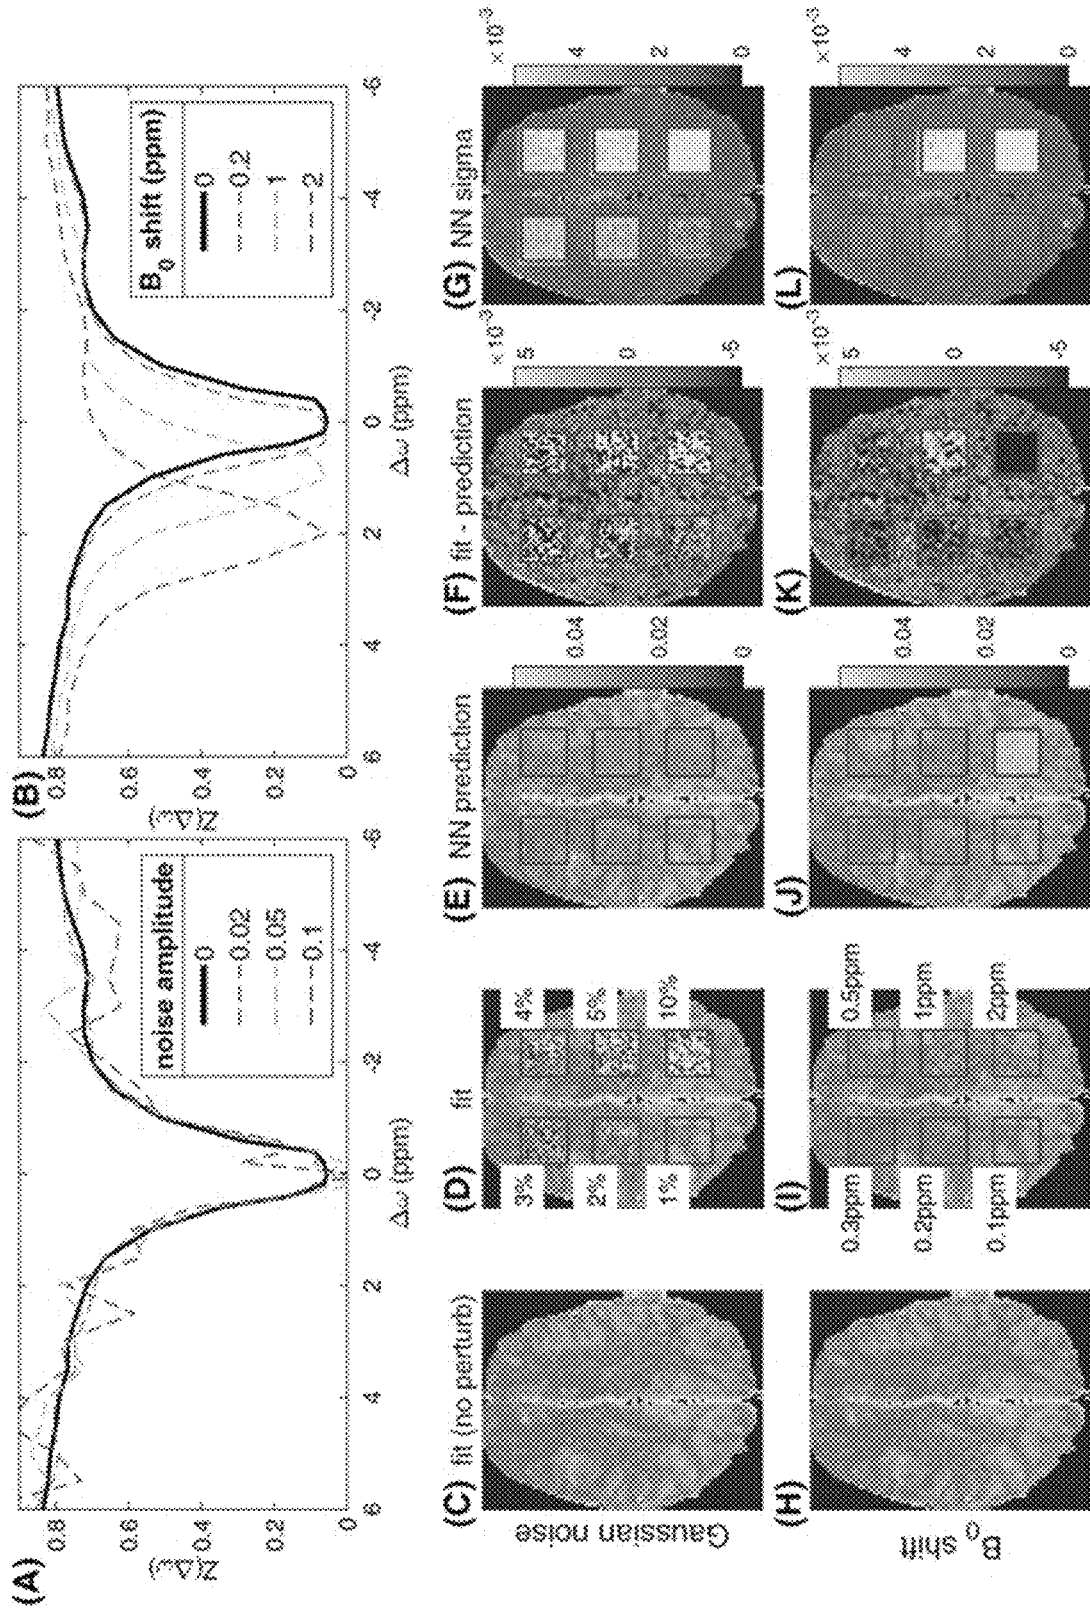 (A)
Z(Δω)
0.8
0.6
0.4
0.2
0
6
4
2
0
-2
-4
-6
Δω (ppm)
noise amplitude
0
0.02
0.05
0.1
(B)
Z(Δω)
0.8
0.6
0.4
0.2
0
6
4
2
0
-2
-4
-6
Δω (ppm)
B0 shift (ppm)
0
0.2
1
2
Gaussian noise
(C) fit (no perturb)
(D) fit
3%
2%
1%
4%
5%
10%
(E) NN prediction
0.04
0.02
0
(F) fit - prediction
×10-3
5
0
-5
(G) NN sigma
×10-3
4
2
0
B0 shift
(H)
(I)
0.3ppm
0.2ppm
0.1ppm
0.5ppm
1ppm
2ppm
(J)
0.04
0.02
0
(K)
×10-3
5
0
-5
(L)
×10-3
4
2
0